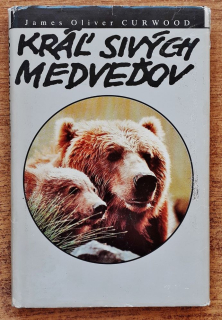 James Oliver CURWOOD
KRÁĽ SIVÝCH
MEDVEĎOV